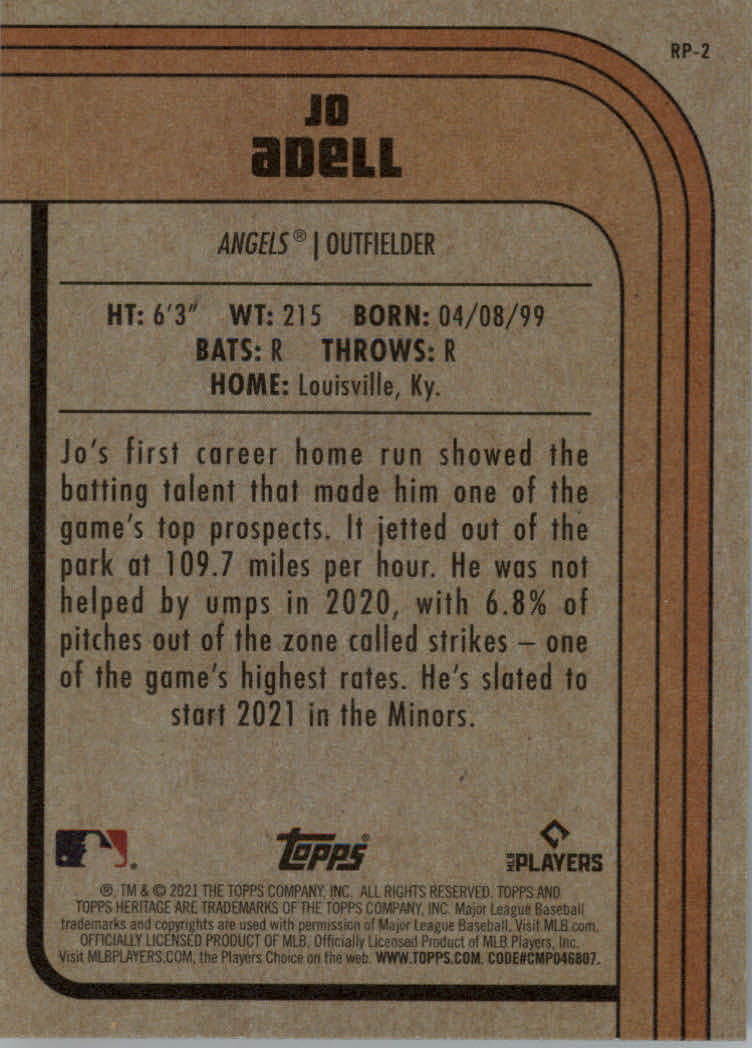 RP-2
JO
ADELL
ANGELS® | OUTFIELDER
HT: 6'3" WT: 215 BORN: 04/08/99
BATS: R THROWS: R
HOME: Louisville, Ky.
Jo's first career home run showed the
batting talent that made him one of the
game's top prospects. It jetted out of the
park at 109.7 miles per hour. He was not
helped by umps in 2020, with 6.8% of
pitches out of the zone called strikes – one
of the game's highest rates. He's slated to
start 2021 in the Minors.
TOPPS®
MLB PLAYERS
®, TM & © 2021 THE TOPPS COMPANY, INC. ALL RIGHTS RESERVED. TOPPS AND
TOPPS HERITAGE ARE TRADEMARKS OF THE TOPPS COMPANY, INC. Major League Baseball
trademarks and copyrights are used with permission of Major League Baseball. Visit MLB.com.
OFFICIALLY LICENSED PRODUCT OF MLB. Officially Licensed Product of MLB Players, Inc.
Visit MLBPLAYERS.COM, the Players Choice on the web. WWW.TOPPS.COM. CODE#CMP046807.